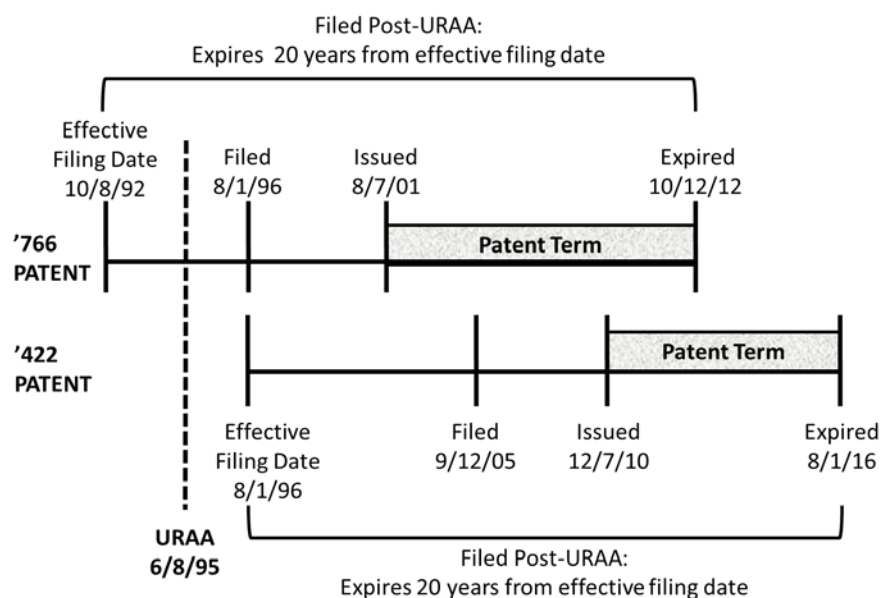 Filed Post-URAA:
Expires 20 years from effective filing date
Effective
Filing Date
10/8/92
Filed
8/1/96
Issued
8/7/01
Expired
10/12/12
'766
PATENT
Patent Term
'422
PATENT
Patent Term
Effective
Filing Date
8/1/96
Filed
9/12/05
Issued
12/7/10
Expired
8/1/16
URAA
6/8/95
Filed Post-URAA:
Expires 20 years from effective filing date